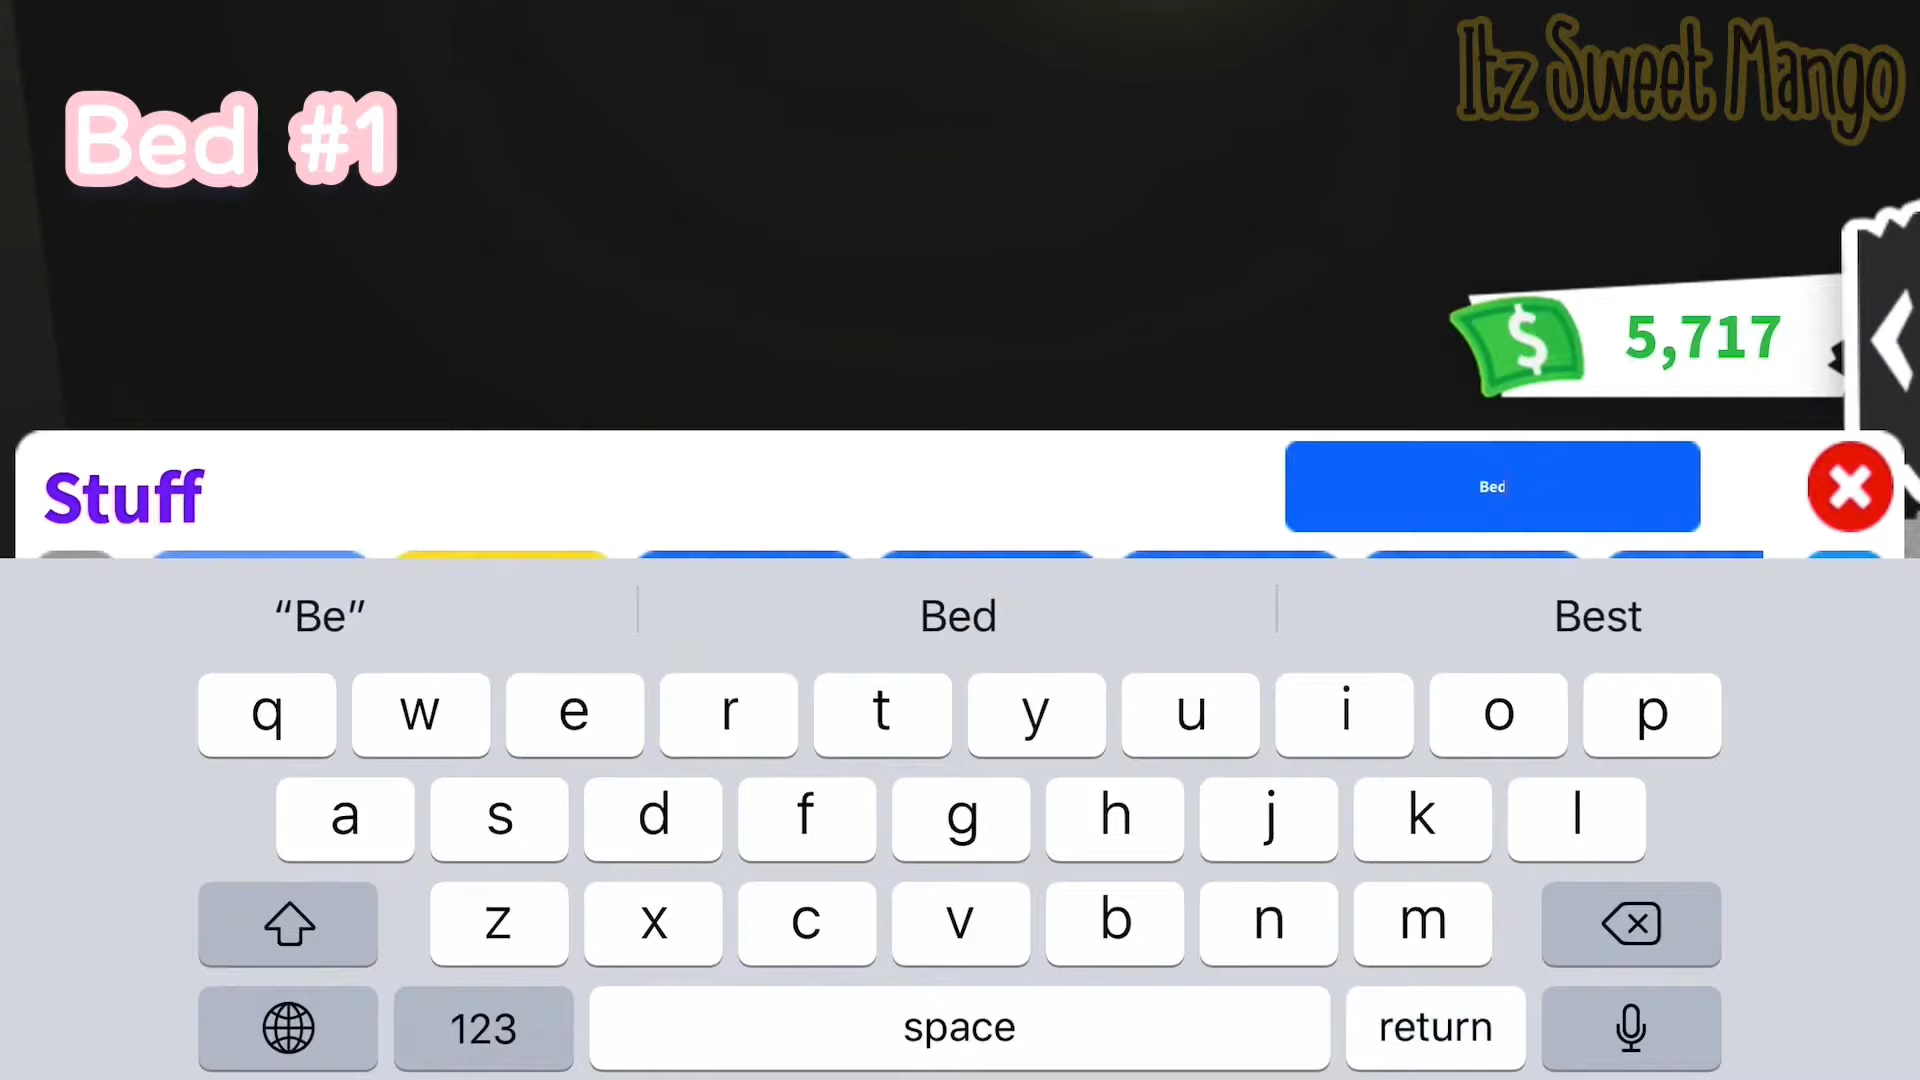 Itz Sweet Mango
Bed #1
$ 5,717
Stuff
Bed
“Be” Bed Best
q w e r t y u i o p
a s d f g h j k l
z x c v b n m
123 space return